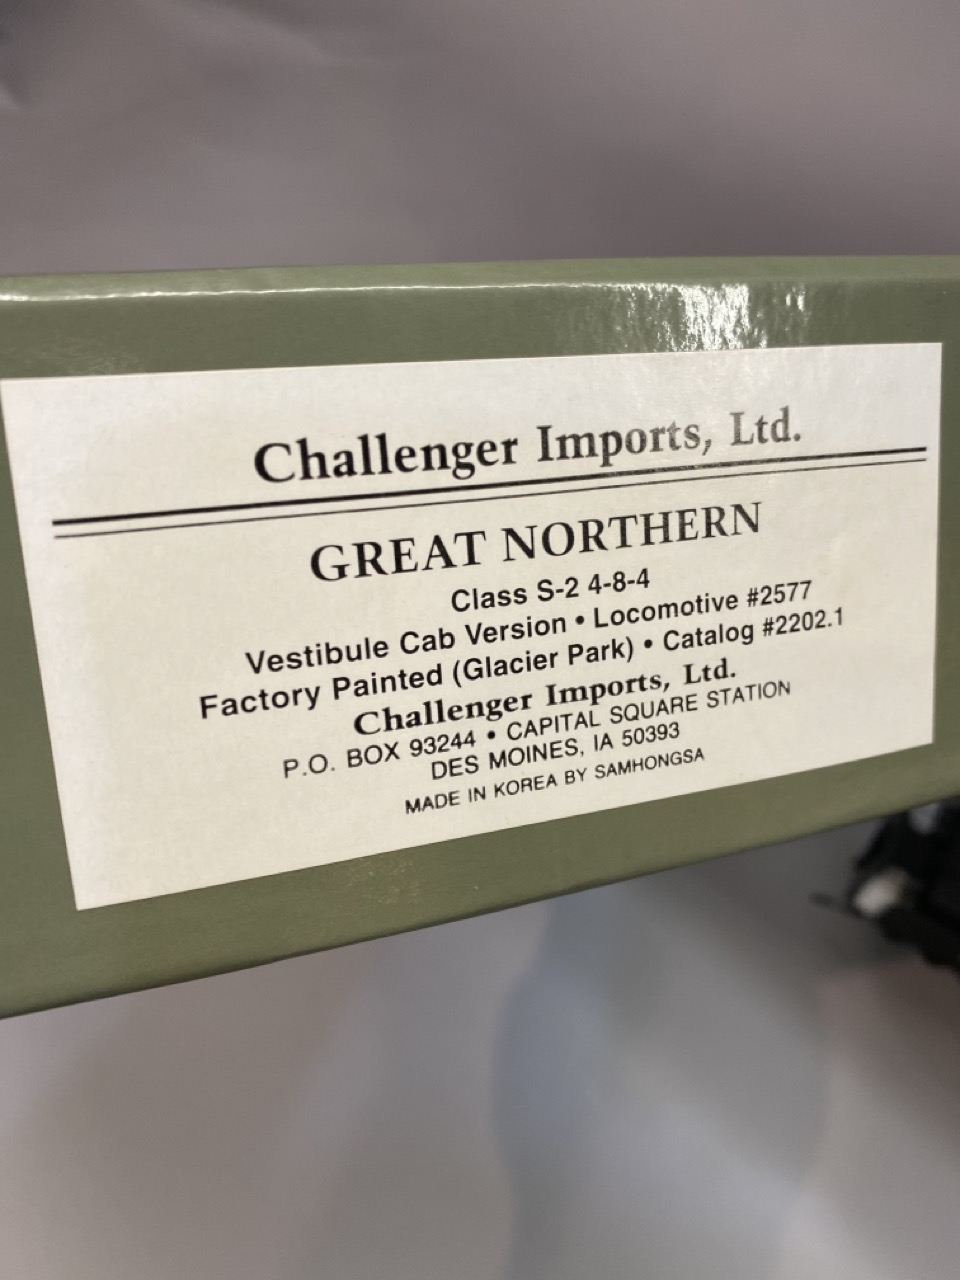 Challenger Imports, Ltd.
GREAT NORTHERN
Class S-2 4-8-4
Vestibule Cab Version • Locomotive #2577
Factory Painted (Glacier Park) • Catalog #2202.1
Challenger Imports, Ltd.
P.O. BOX 93244 • CAPITAL SQUARE STATION
DES MOINES, IA 50393
MADE IN KOREA BY SAMHONGSA